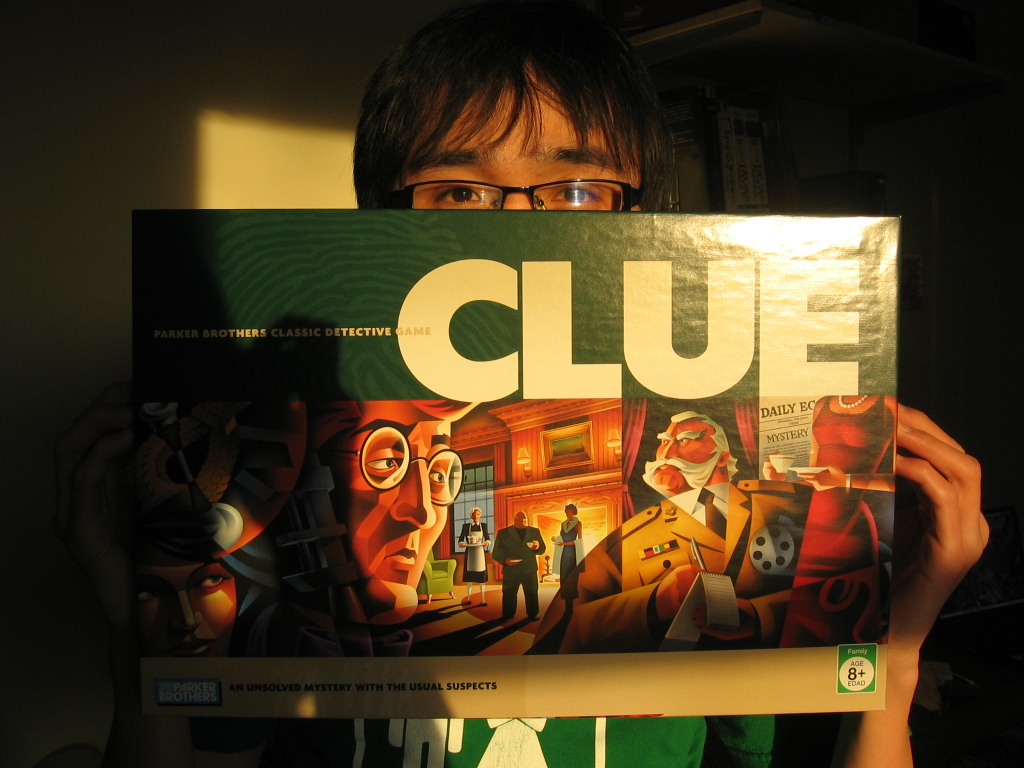 PARKER BROTHERS CLASSIC DETECTIVE GAME
CLUE
DAILY EC
MYSTERY
PARKER
BROTHERS
AN UNSOLVED MYSTERY WITH THE USUAL SUSPECTS
Family
AGE
8+
EDAD